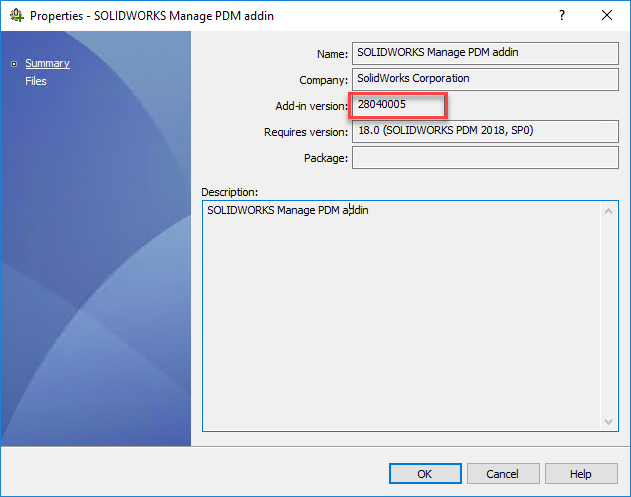 Properties - SOLIDWORKS Manage PDM addin
?
Summary
Files
Name: SOLIDWORKS Manage PDM addin
Company: SolidWorks Corporation
Add-in version: 28040005
Requires version: 18.0 (SOLIDWORKS PDM 2018, SP0)
Package:
Description:
SOLIDWORKS Manage PDM addin
OK Cancel Help